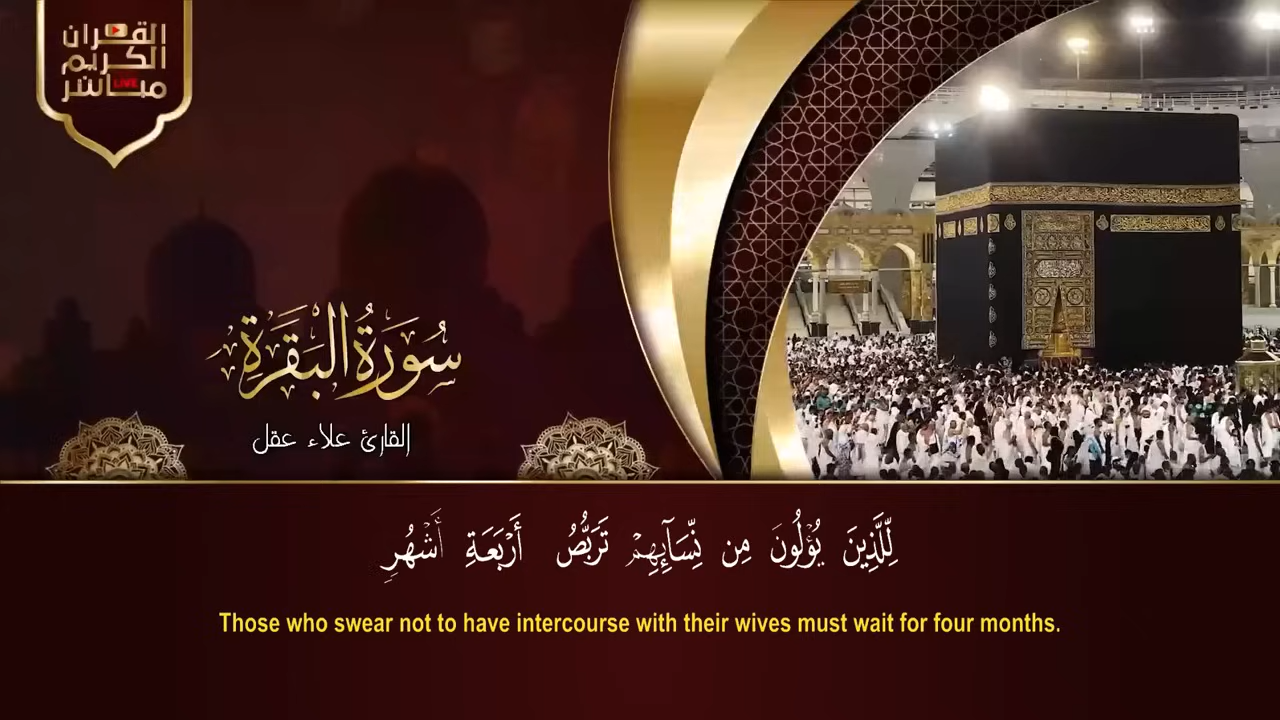 القرآن
الكريم
LIVE
مباشر
سُورَةُ البَقَرَة
القارئ علاء عقل
لِّلَّذِينَ يُؤْلُونَ مِن نِّسَآئِهِمْ تَرَبُّصُ أَرْبَعَةِ أَشْهُرٍ
Those who swear not to have intercourse with their wives must wait for four months.